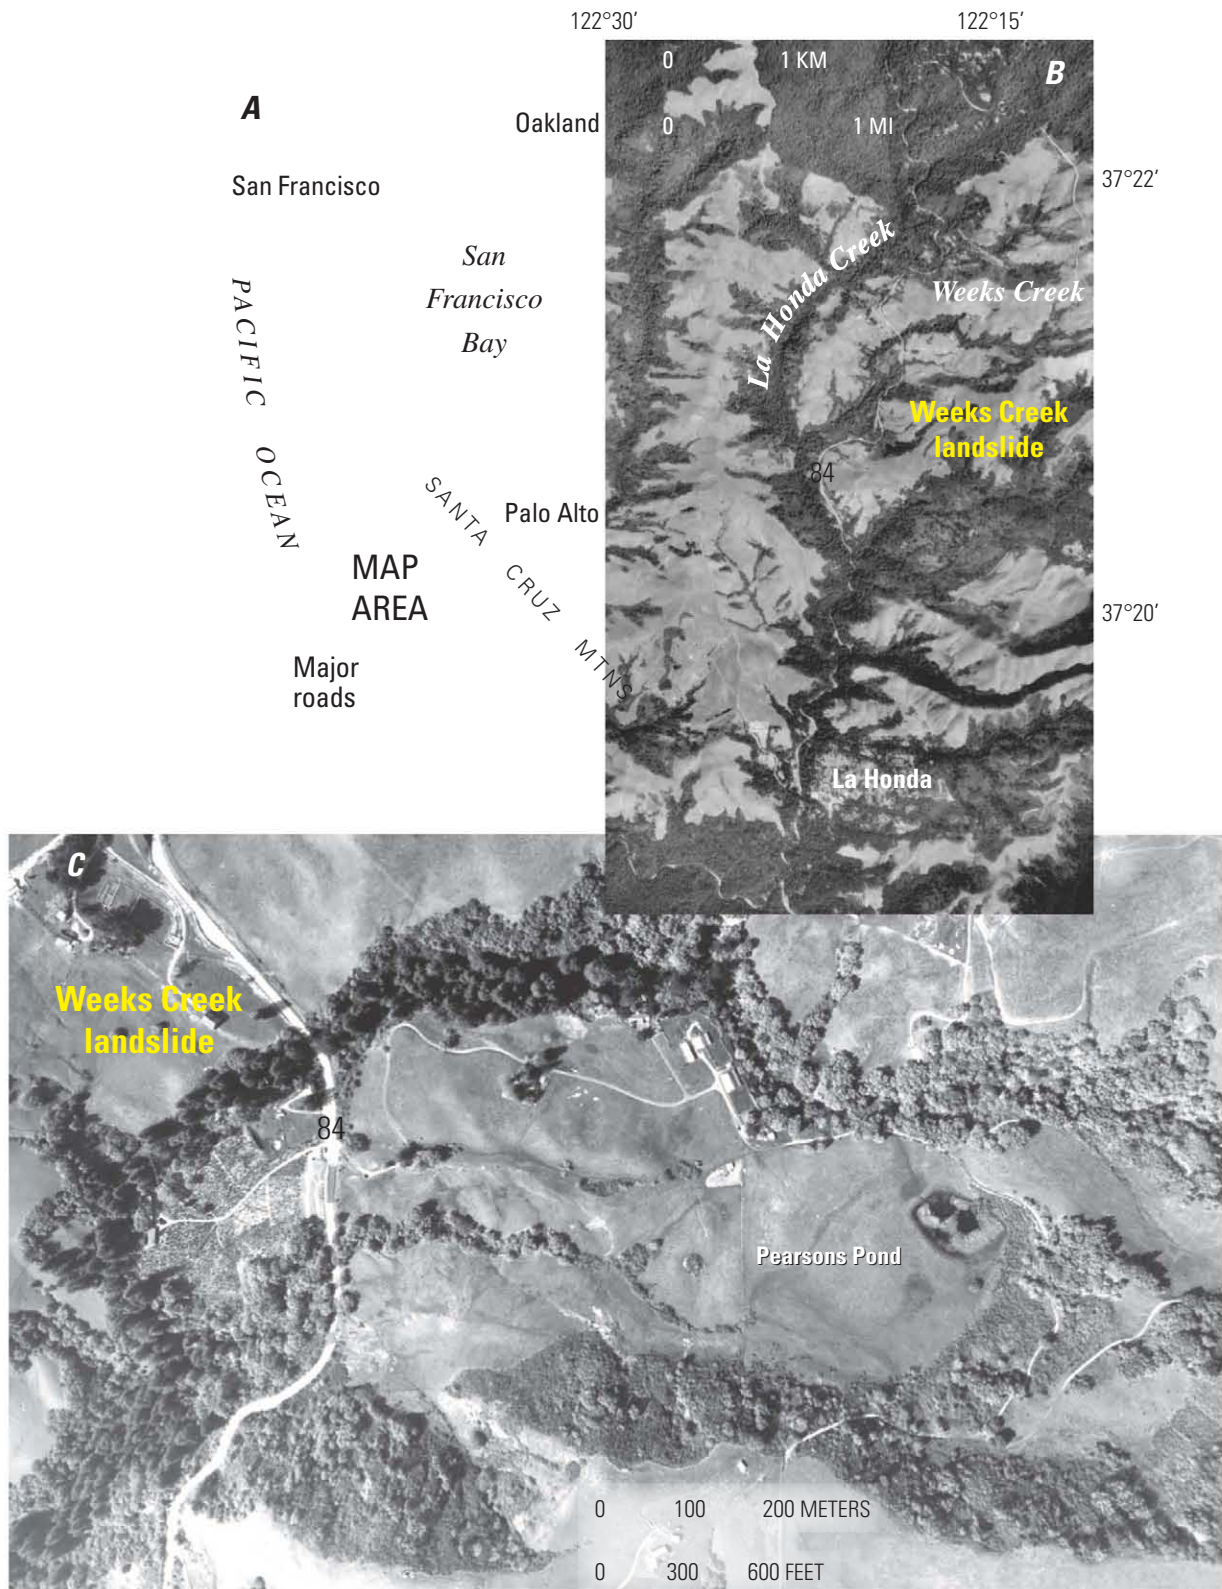 122°30′
122°15′
A
Oakland
San Francisco
San
Francisco
Bay
PACIFIC OCEAN
SANTA CRUZ MTNS
Palo Alto
MAP
AREA
Major
roads
B
0 1 KM
0 1 MI
37°22′
La Honda Creek
Weeks Creek
Weeks Creek
landslide
84
37°20′
La Honda
C
Weeks Creek
landslide
84
Pearsons Pond
0 100 200 METERS
0 300 600 FEET